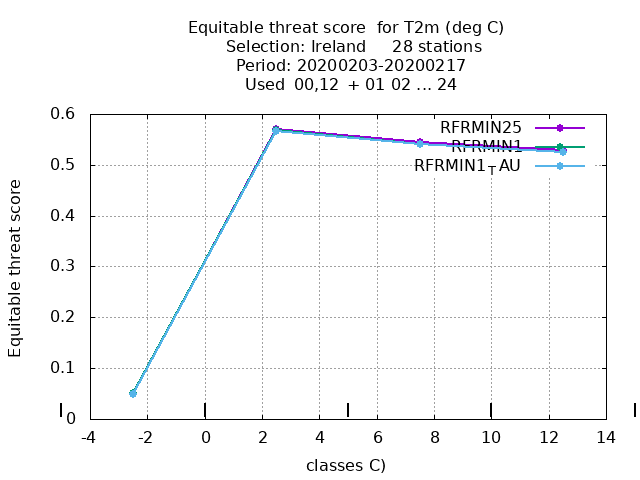 Equitable threat score for T2m (deg C)
Selection: Ireland 28 stations
Period: 20200203-20200217
Used 00,12 + 01 02 ... 24
0.6
0.5
0.4
0.3
0.2
0.1
0
Equitable threat score
RFRMIN25
RFRMIN1
RFRMIN1TAU
-4 -2 0 2 4 6 8 10 12 14
classes C)